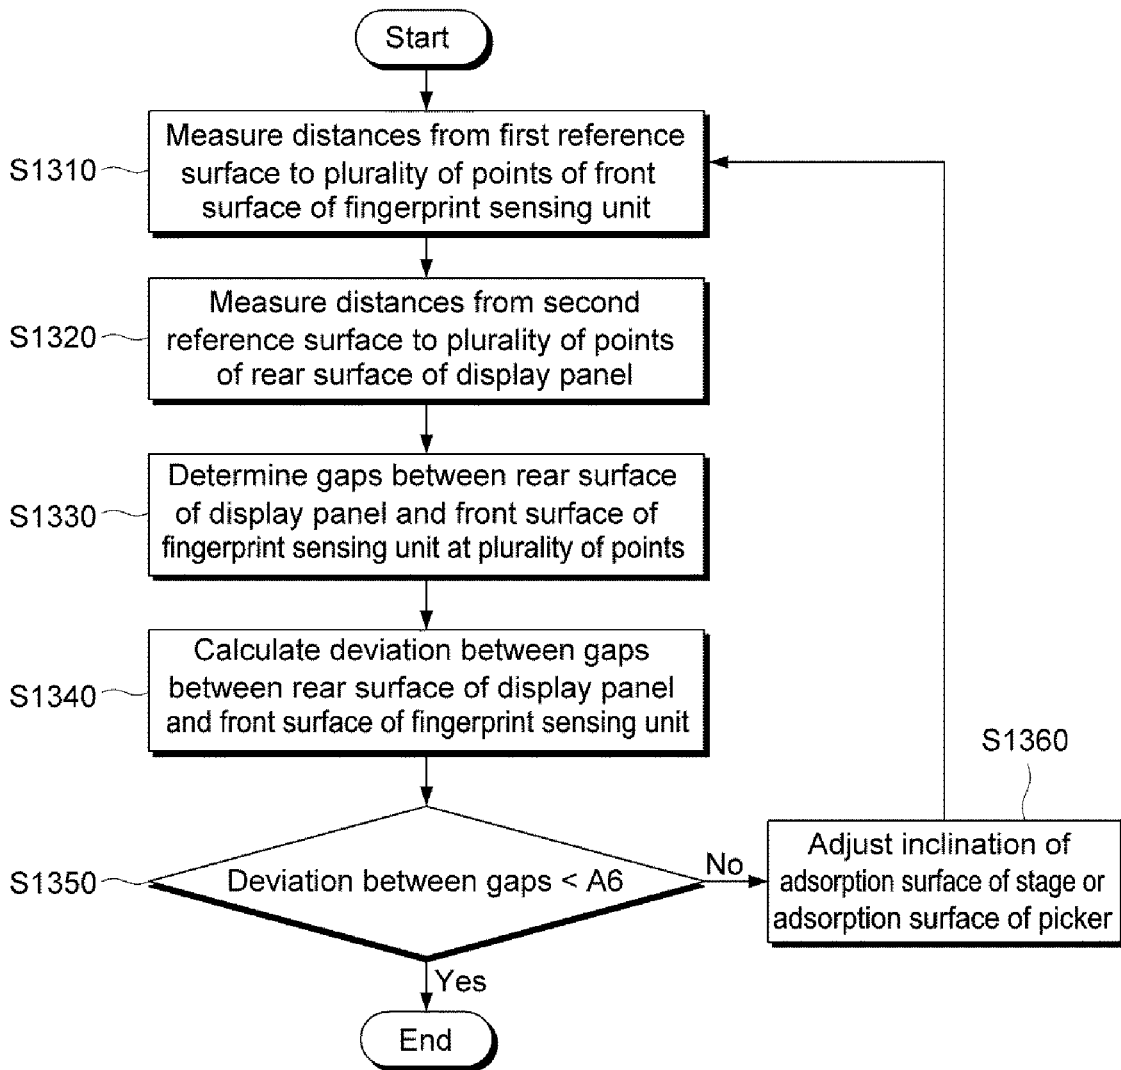 Start
S1310
Measure distances from first reference
surface to plurality of points of front
surface of fingerprint sensing unit
S1320
Measure distances from second
reference surface to plurality of points
of rear surface of display panel
S1330
Determine gaps between rear surface
of display panel and front surface of
fingerprint sensing unit at plurality of points
S1340
Calculate deviation between gaps
between rear surface of display panel
and front surface of fingerprint sensing unit
S1350
Deviation between gaps < A6
No
S1360
Adjust inclination of
adsorption surface of stage or
adsorption surface of picker
Yes
End